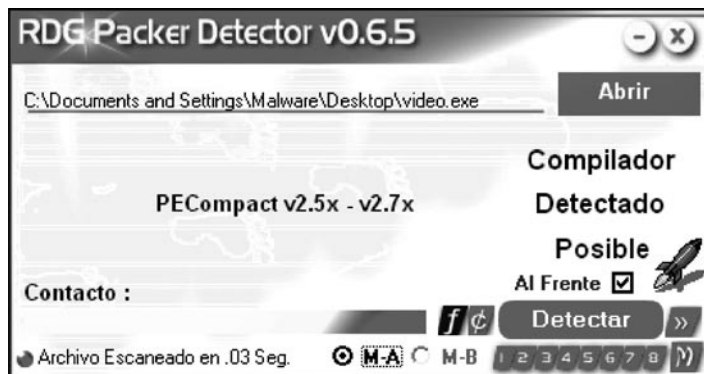 RDG Packer Detector v0.6.5
C:\Documents and Settings\Malware\Desktop\video.exe
Abrir
Compilador
PECompact v2.5x - v2.7x
Detectado
Posible
Al Frente
Contacto :
f ¢
Detectar
»
Archivo Escaneado en .03 Seg.
M-A
M-B
1 2 3 4 5 6 7 8